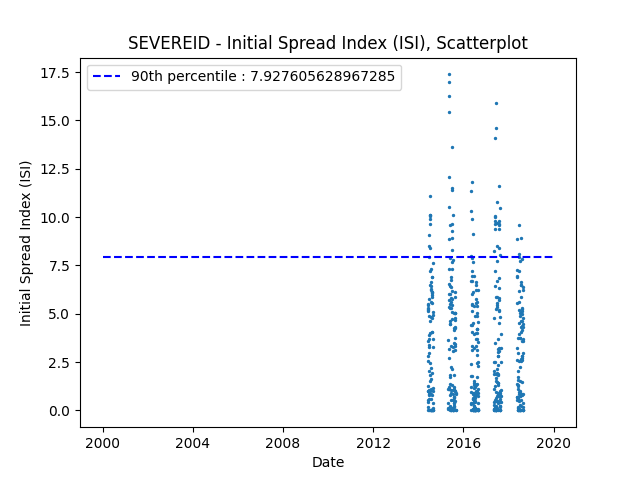 SEVEREID - Initial Spread Index (ISI), Scatterplot
90th percentile : 7.927605628967285
17.5
15.0
12.5
10.0
7.5
5.0
2.5
0.0
Initial Spread Index (ISI)
2000 2004 2008 2012 2016 2020
Date